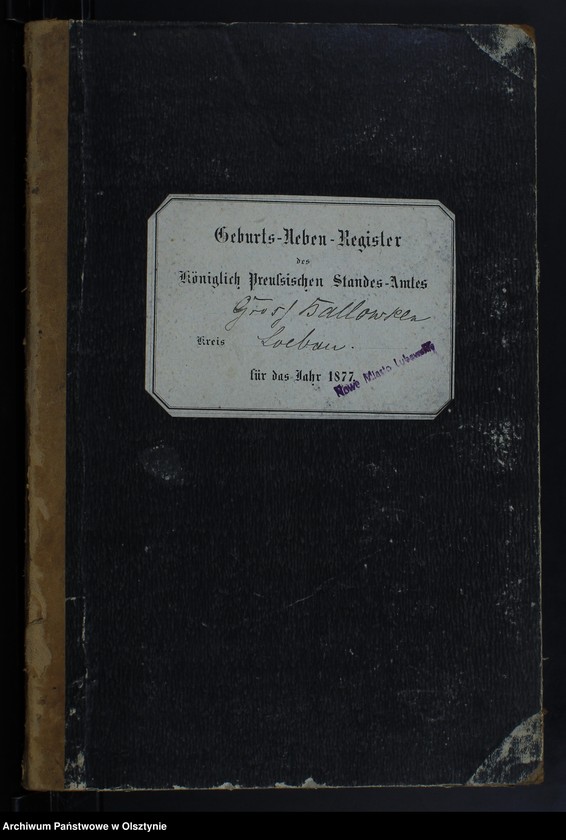 Geburts-Neben-Register
des
Königlich Preußischen Standes-Amtes
Gross Ballowken
Kreis Loebau.
für das Jahr 1877
Nowe Miasto Lubawskie
Archiwum Państwowe w Olsztynie